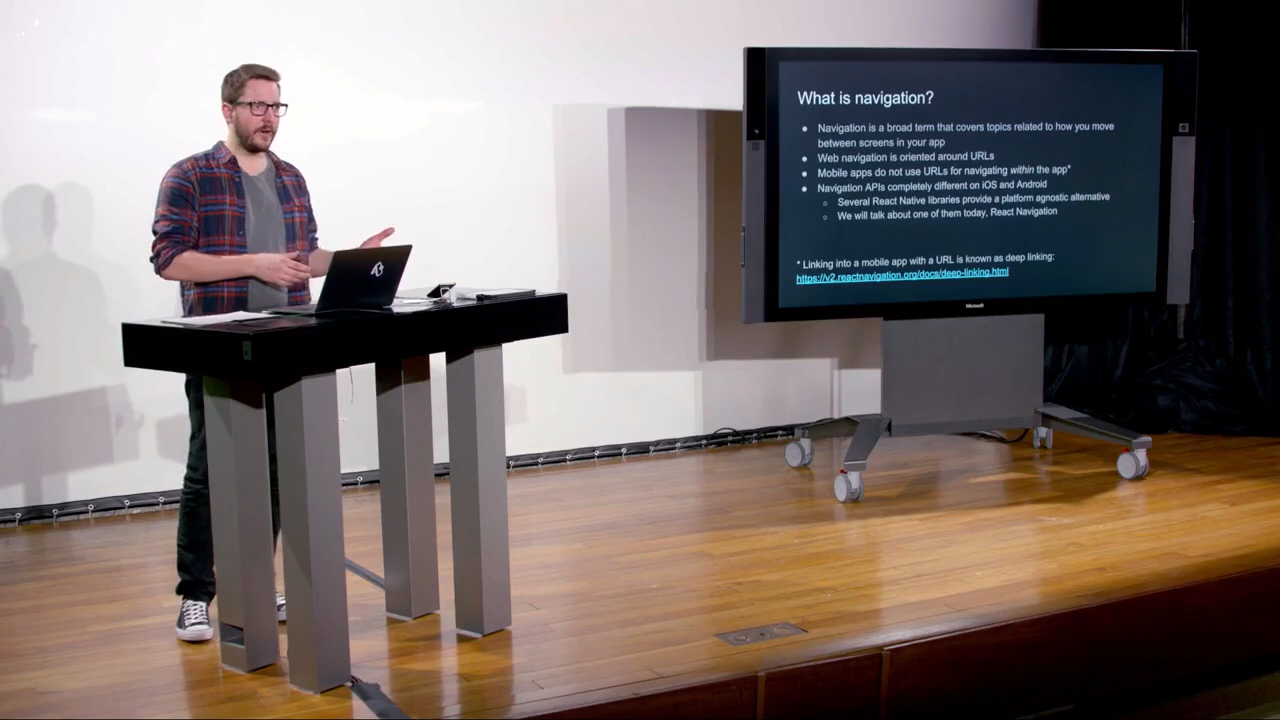 What is navigation?
● Navigation is a broad term that covers topics related to how you move
between screens in your app
● Web navigation is oriented around URLs
● Mobile apps do not use URLs for navigating within the app*
● Navigation APIs completely different on iOS and Android
○ Several React Native libraries provide a platform agnostic alternative
○ We will talk about one of them today, React Navigation
* Linking into a mobile app with a URL is known as deep linking:
https://v2.reactnavigation.org/docs/deep-linking.html
Microsoft